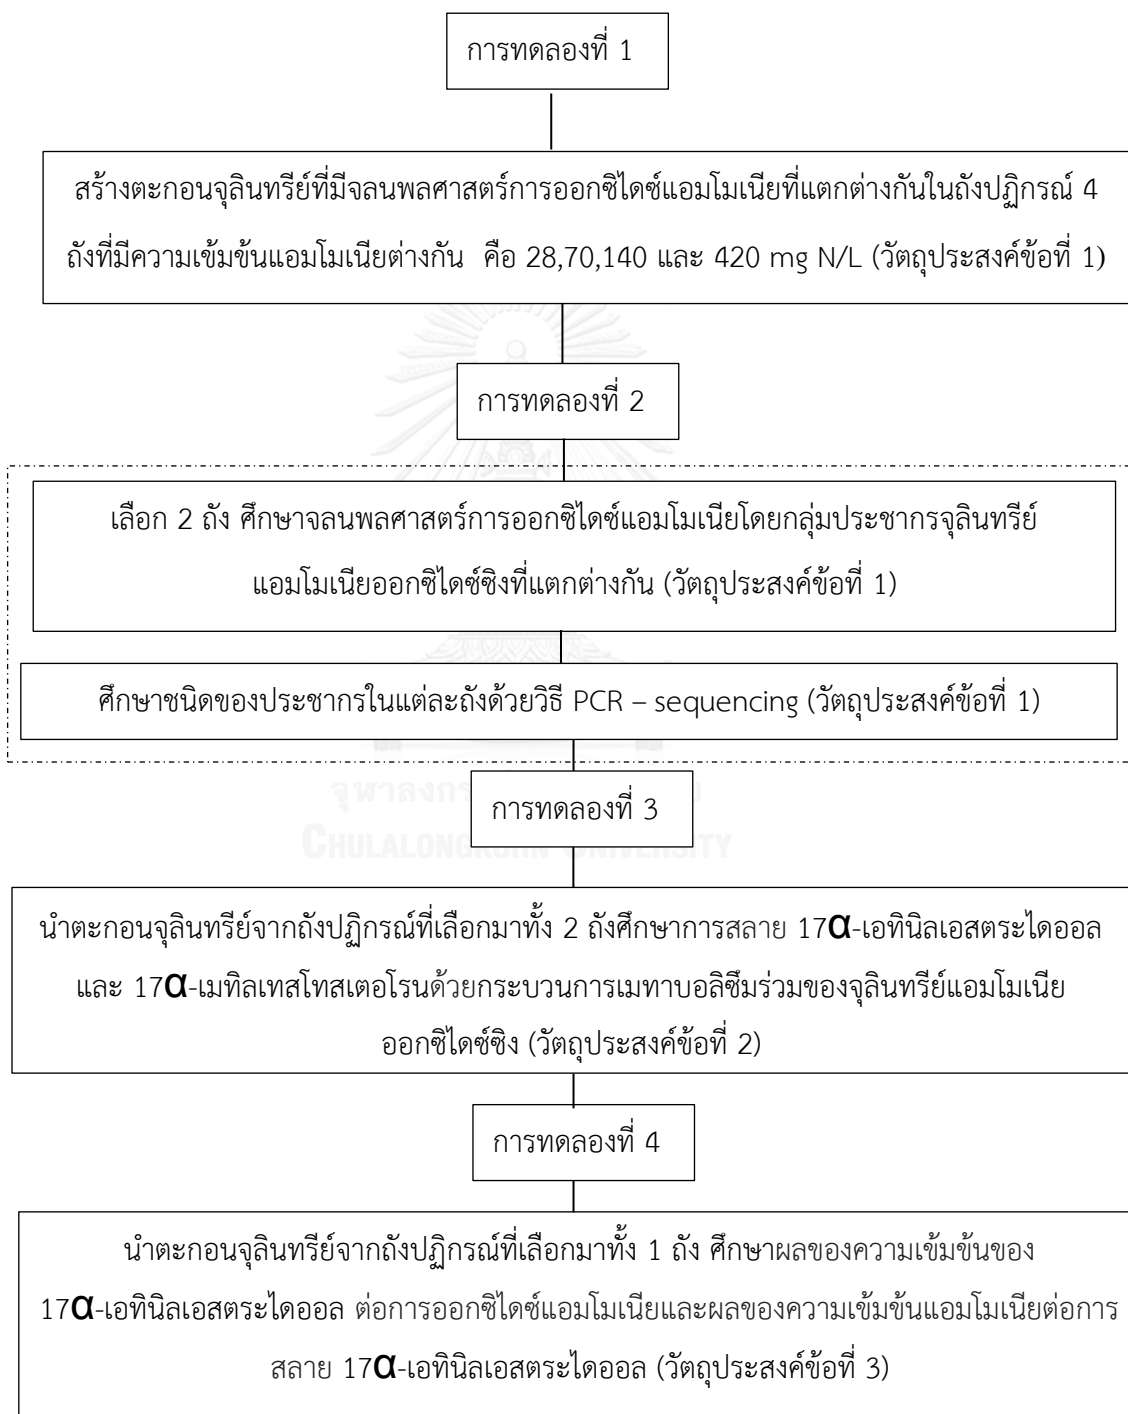 การทดลองที่ 1
สร้างตะกอนจุลินทรีย์ที่มีจลนพลศาสตร์การออกซิไดซ์แอมโมเนียที่แตกต่างกันในถังปฏิกรณ์ 4
ถังที่มีความเข้มข้นแอมโมเนียต่างกัน คือ 28,70,140 และ 420 mg N/L (วัตถุประสงค์ข้อที่ 1)
การทดลองที่ 2
เลือก 2 ถัง ศึกษาจลนพลศาสตร์การออกซิไดซ์แอมโมเนียโดยกลุ่มประชากรจุลินทรีย์
แอมโมเนียออกซิไดซ์ซิงที่แตกต่างกัน (วัตถุประสงค์ข้อที่ 1)
ศึกษาชนิดของประชากรในแต่ละถังด้วยวิธี PCR – sequencing (วัตถุประสงค์ข้อที่ 1)
การทดลองที่ 3
CHULALONGKORN UNIVERSITY
นำตะกอนจุลินทรีย์จากถังปฏิกรณ์ที่เลือกมาทั้ง 2 ถังศึกษาการสลาย 17α-เอทินิลเอสตระไดออล
และ 17α-เมทิลเทสโทสเตอโรนด้วยกระบวนการเมทาบอลิซึมร่วมของจุลินทรีย์แอมโมเนีย
ออกซิไดซ์ซิง (วัตถุประสงค์ข้อที่ 2)
การทดลองที่ 4
นำตะกอนจุลินทรีย์จากถังปฏิกรณ์ที่เลือกมาทั้ง 1 ถัง ศึกษาผลของความเข้มข้นของ
17α-เอทินิลเอสตระไดออล ต่อการออกซิไดซ์แอมโมเนียและผลของความเข้มข้นแอมโมเนียต่อการ
สลาย 17α-เอทินิลเอสตระไดออล (วัตถุประสงค์ข้อที่ 3)